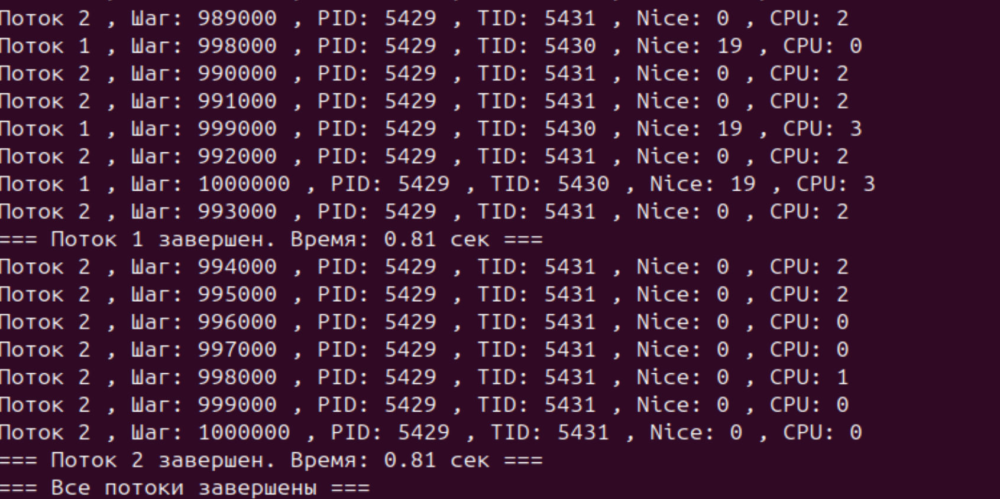 Поток 2 , Шаг: 989000 , PID: 5429 , TID: 5431 , Nice: 0 , CPU: 2
Поток 1 , Шаг: 998000 , PID: 5429 , TID: 5430 , Nice: 19 , CPU: 0
Поток 2 , Шаг: 990000 , PID: 5429 , TID: 5431 , Nice: 0 , CPU: 2
Поток 2 , Шаг: 991000 , PID: 5429 , TID: 5431 , Nice: 0 , CPU: 2
Поток 1 , Шаг: 999000 , PID: 5429 , TID: 5430 , Nice: 19 , CPU: 3
Поток 2 , Шаг: 992000 , PID: 5429 , TID: 5431 , Nice: 0 , CPU: 2
Поток 1 , Шаг: 1000000 , PID: 5429 , TID: 5430 , Nice: 19 , CPU: 3
Поток 2 , Шаг: 993000 , PID: 5429 , TID: 5431 , Nice: 0 , CPU: 2
=== Поток 1 завершен. Время: 0.81 сек ===
Поток 2 , Шаг: 994000 , PID: 5429 , TID: 5431 , Nice: 0 , CPU: 2
Поток 2 , Шаг: 995000 , PID: 5429 , TID: 5431 , Nice: 0 , CPU: 2
Поток 2 , Шаг: 996000 , PID: 5429 , TID: 5431 , Nice: 0 , CPU: 0
Поток 2 , Шаг: 997000 , PID: 5429 , TID: 5431 , Nice: 0 , CPU: 0
Поток 2 , Шаг: 998000 , PID: 5429 , TID: 5431 , Nice: 0 , CPU: 1
Поток 2 , Шаг: 999000 , PID: 5429 , TID: 5431 , Nice: 0 , CPU: 0
Поток 2 , Шаг: 1000000 , PID: 5429 , TID: 5431 , Nice: 0 , CPU: 0
=== Поток 2 завершен. Время: 0.81 сек ===
=== Все потоки завершены ===